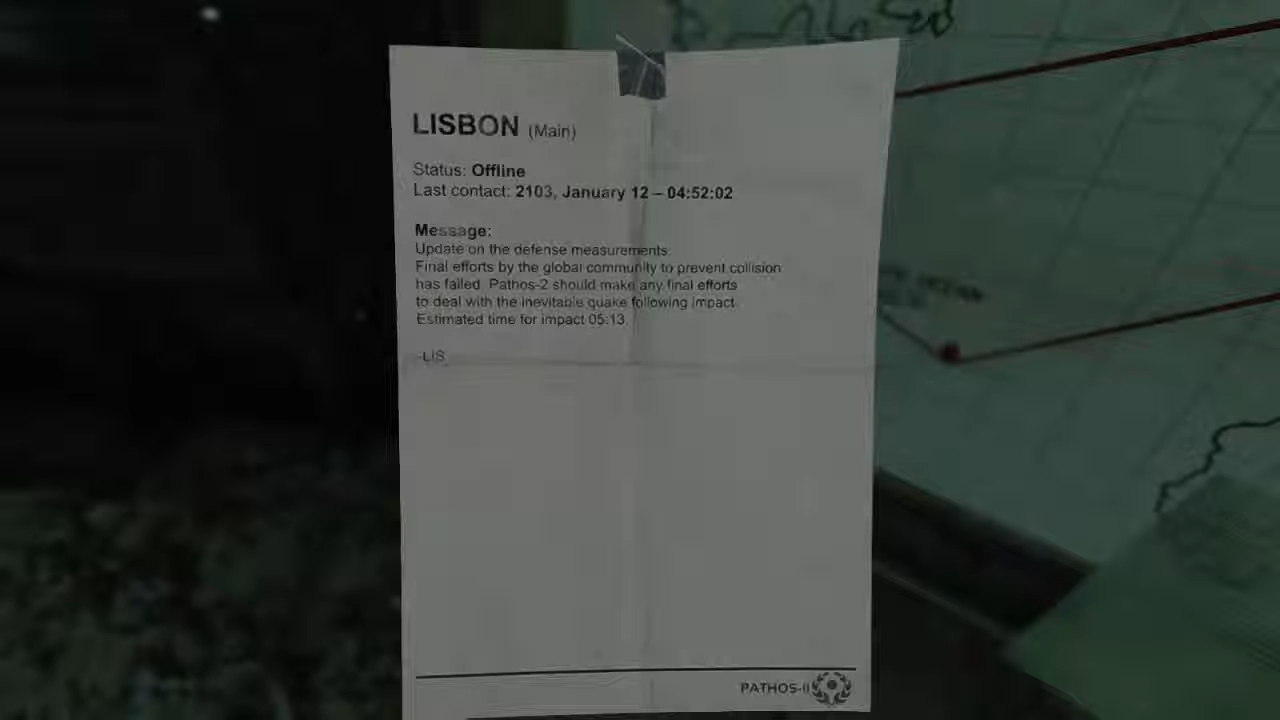 LISBON (Main)
Status: Offline
Last contact: 2103, January 12 – 04:52:02
Message:
Update on the defense measurements:
Final efforts by the global community to prevent collision
has failed. Pathos-2 should make any final efforts
to deal with the inevitable quake following impact.
Estimated time for impact 05:13.
-LIS
PATHOS-II